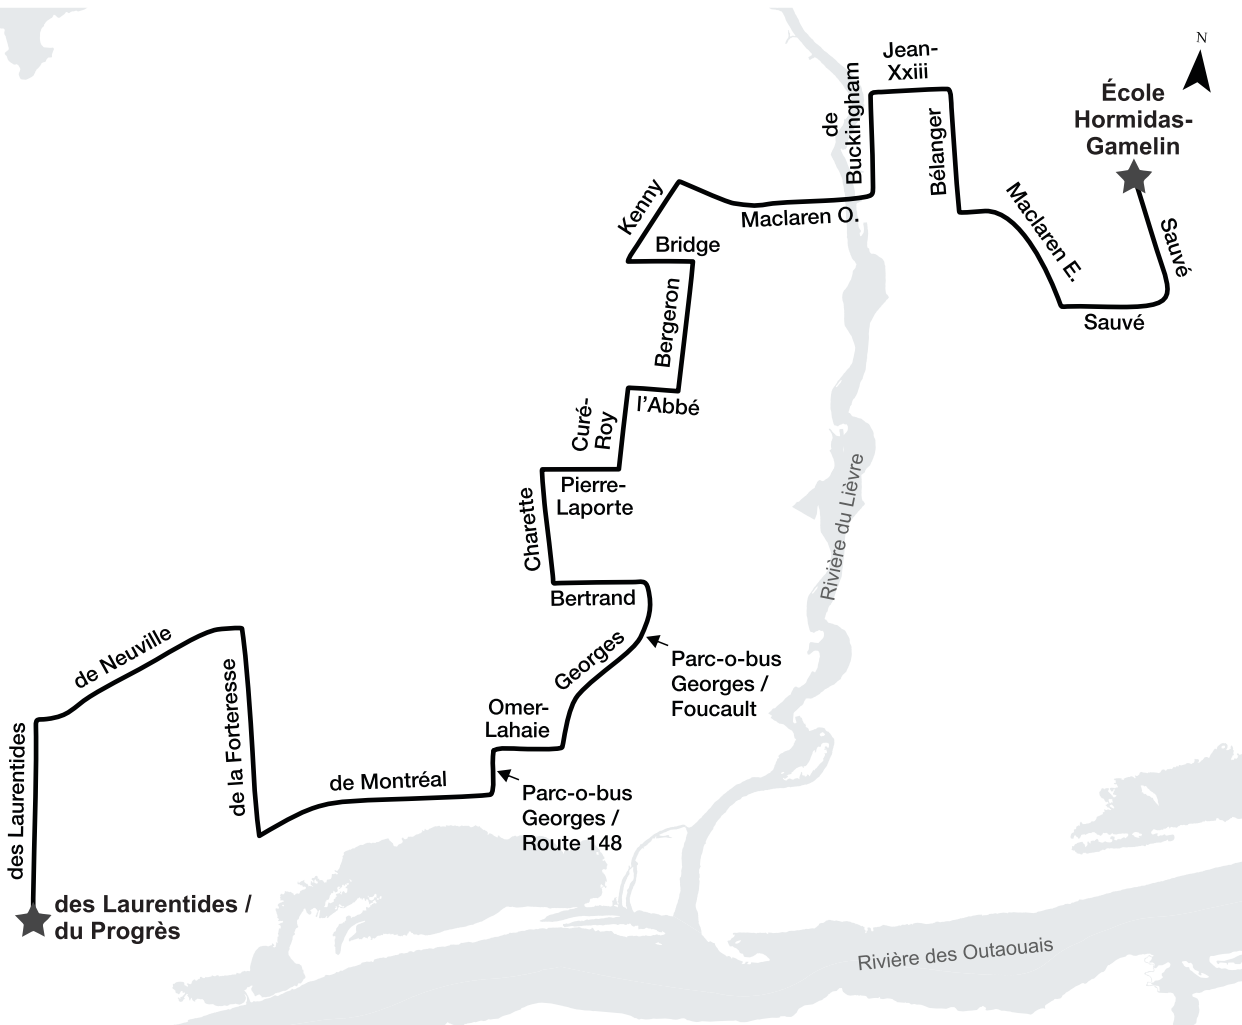 N
Jean-
Xxiii
de
Buckingham
Bélanger
École
Hormidas-
Gamelin
Kenny
Maclaren O.
Maclaren E.
Sauvé
Bridge
Bergeron
Sauvé
l'Abbé
Curé-
Roy
Pierre-
Laporte
Charette
Rivière du Lièvre
Bertrand
Georges
Parc-o-bus
Georges /
Foucault
de Neuville
de la Forteresse
Omer-
Lahaie
des Laurentides
de Montréal
Parc-o-bus
Georges /
Route 148
des Laurentides /
du Progrès
Rivière des Outaouais